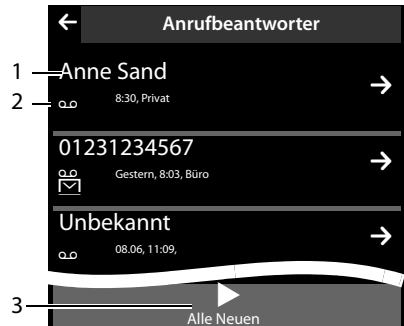 Anrufbeantworter
1
Anne Sand
2
8:30, Privat
01231234567
Gestern, 8:03, Büro
Unbekannt
08.06, 11:09,
3
Alle Neuen